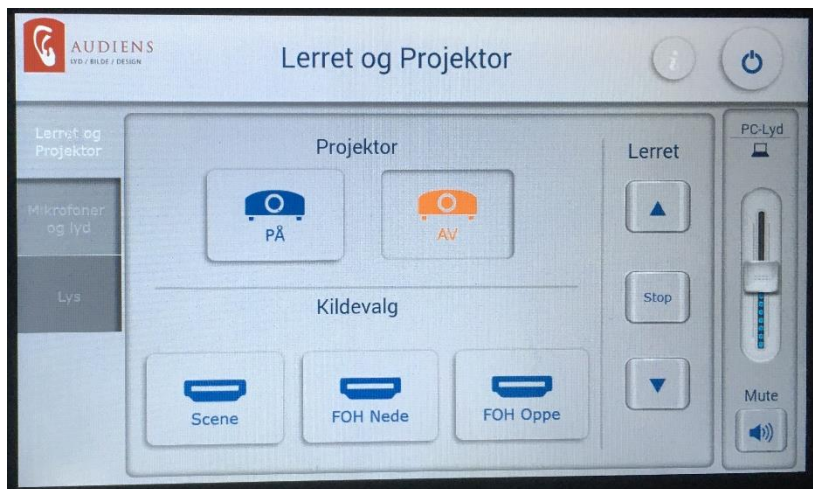 AUDIENS
LYD / BILDE / DESIGN
Lerret og Projektor
i
Lerret og
Projektor
Mikrofoner
og lyd
Lys
Projektor
PÅ
AV
Kildevalg
Scene
FOH Nede
FOH Oppe
Lerret
Stop
PC-Lyd
Mute